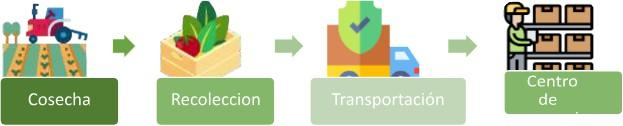 Cosecha
Recoleccion
Transportación
Centro
de